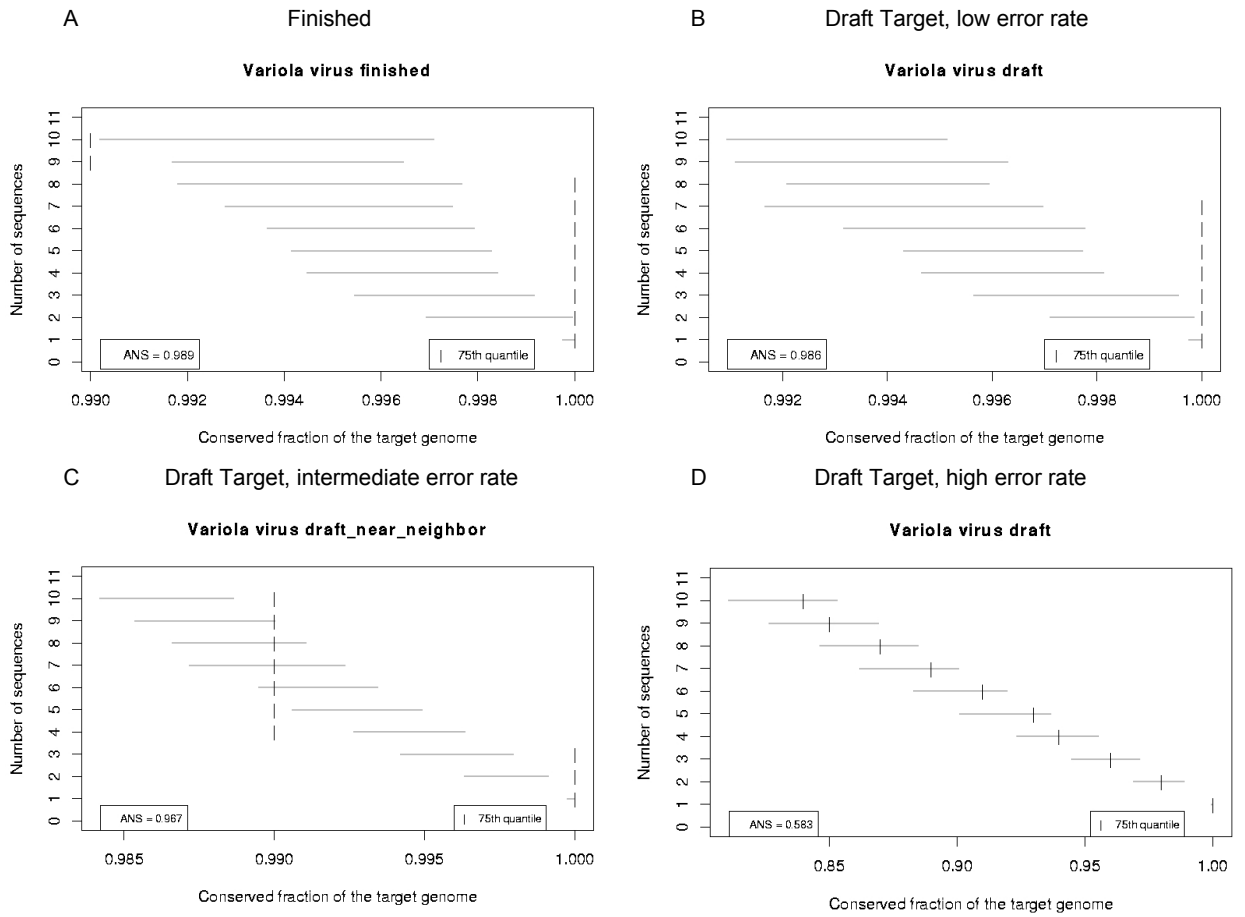 A Finished
Variola virus finished
Number of sequences
11
10
9
8
7
6
5
4
3
2
1
0
ANS = 0.989
75th quantile
0.990 0.992 0.994 0.996 0.998 1.000
Conserved fraction of the target genome
B Draft Target, low error rate
Variola virus draft
Number of sequences
11
10
9
8
7
6
5
4
3
2
1
0
ANS = 0.986
75th quantile
0.992 0.994 0.996 0.998 1.000
Conserved fraction of the target genome
C Draft Target, intermediate error rate
Variola virus draft_near_neighbor
Number of sequences
11
10
9
8
7
6
5
4
3
2
1
0
ANS = 0.967
75th quantile
0.985 0.990 0.995 1.000
Conserved fraction of the target genome
D Draft Target, high error rate
Variola virus draft
Number of sequences
11
10
9
8
7
6
5
4
3
2
1
0
ANS = 0.583
75th quantile
0.85 0.90 0.95 1.00
Conserved fraction of the target genome